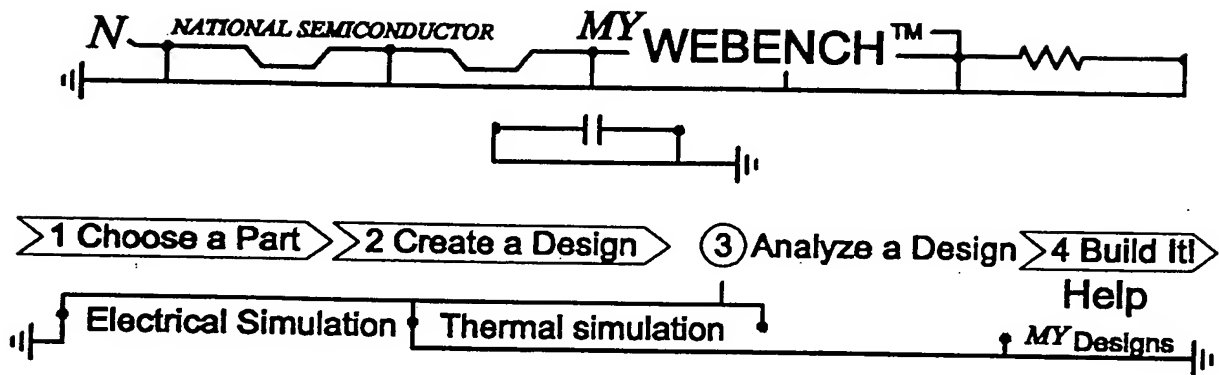 N NATIONAL SEMICONDUCTOR MY WEBENCH™
1 Choose a Part 2 Create a Design 3 Analyze a Design 4 Build It!
Help
Electrical Simulation Thermal simulation
MY Designs